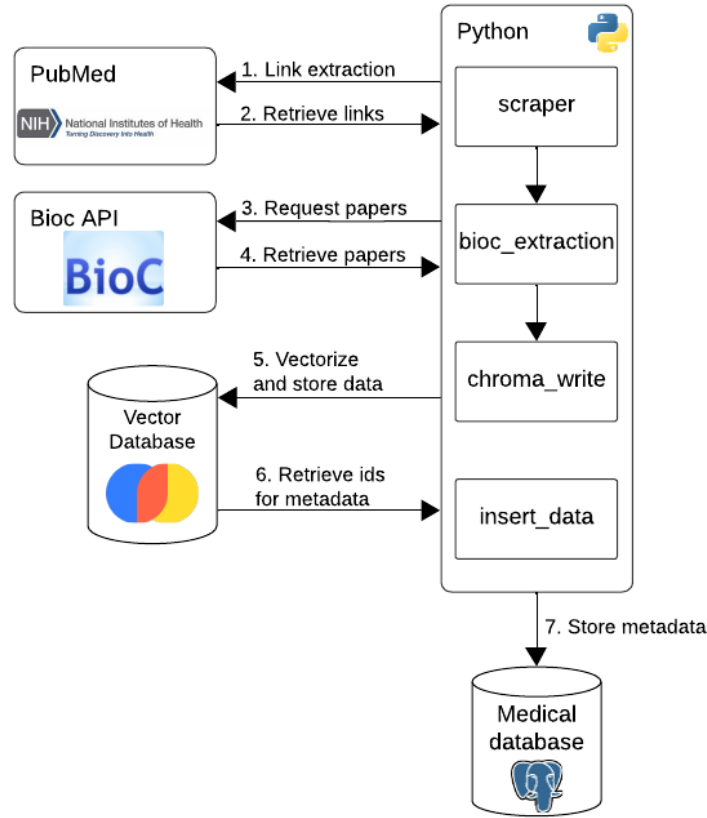 Python
PubMed
1. Link extraction
scraper
NIH
National Institutes of Health
Turning Discovery Into Health
2. Retrieve links
Bioc API
3. Request papers
bioc_extraction
BioC
4. Retrieve papers
5. Vectorize
and store data
chroma_write
Vector
Database
6. Retrieve ids
for metadata
insert_data
7. Store metadata
Medical
database